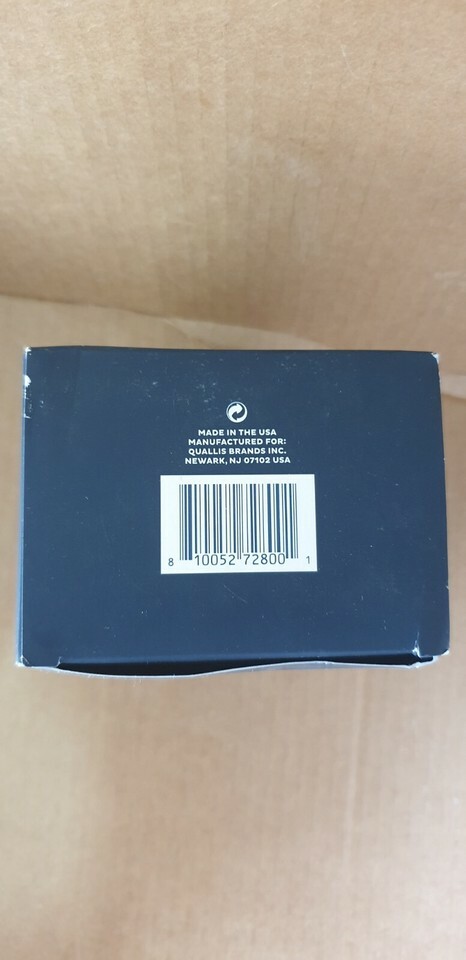 MADE IN THE USA
MANUFACTURED FOR:
QUALLIS BRANDS INC.
NEWARK, NJ 07102 USA
8 10052 72800 1